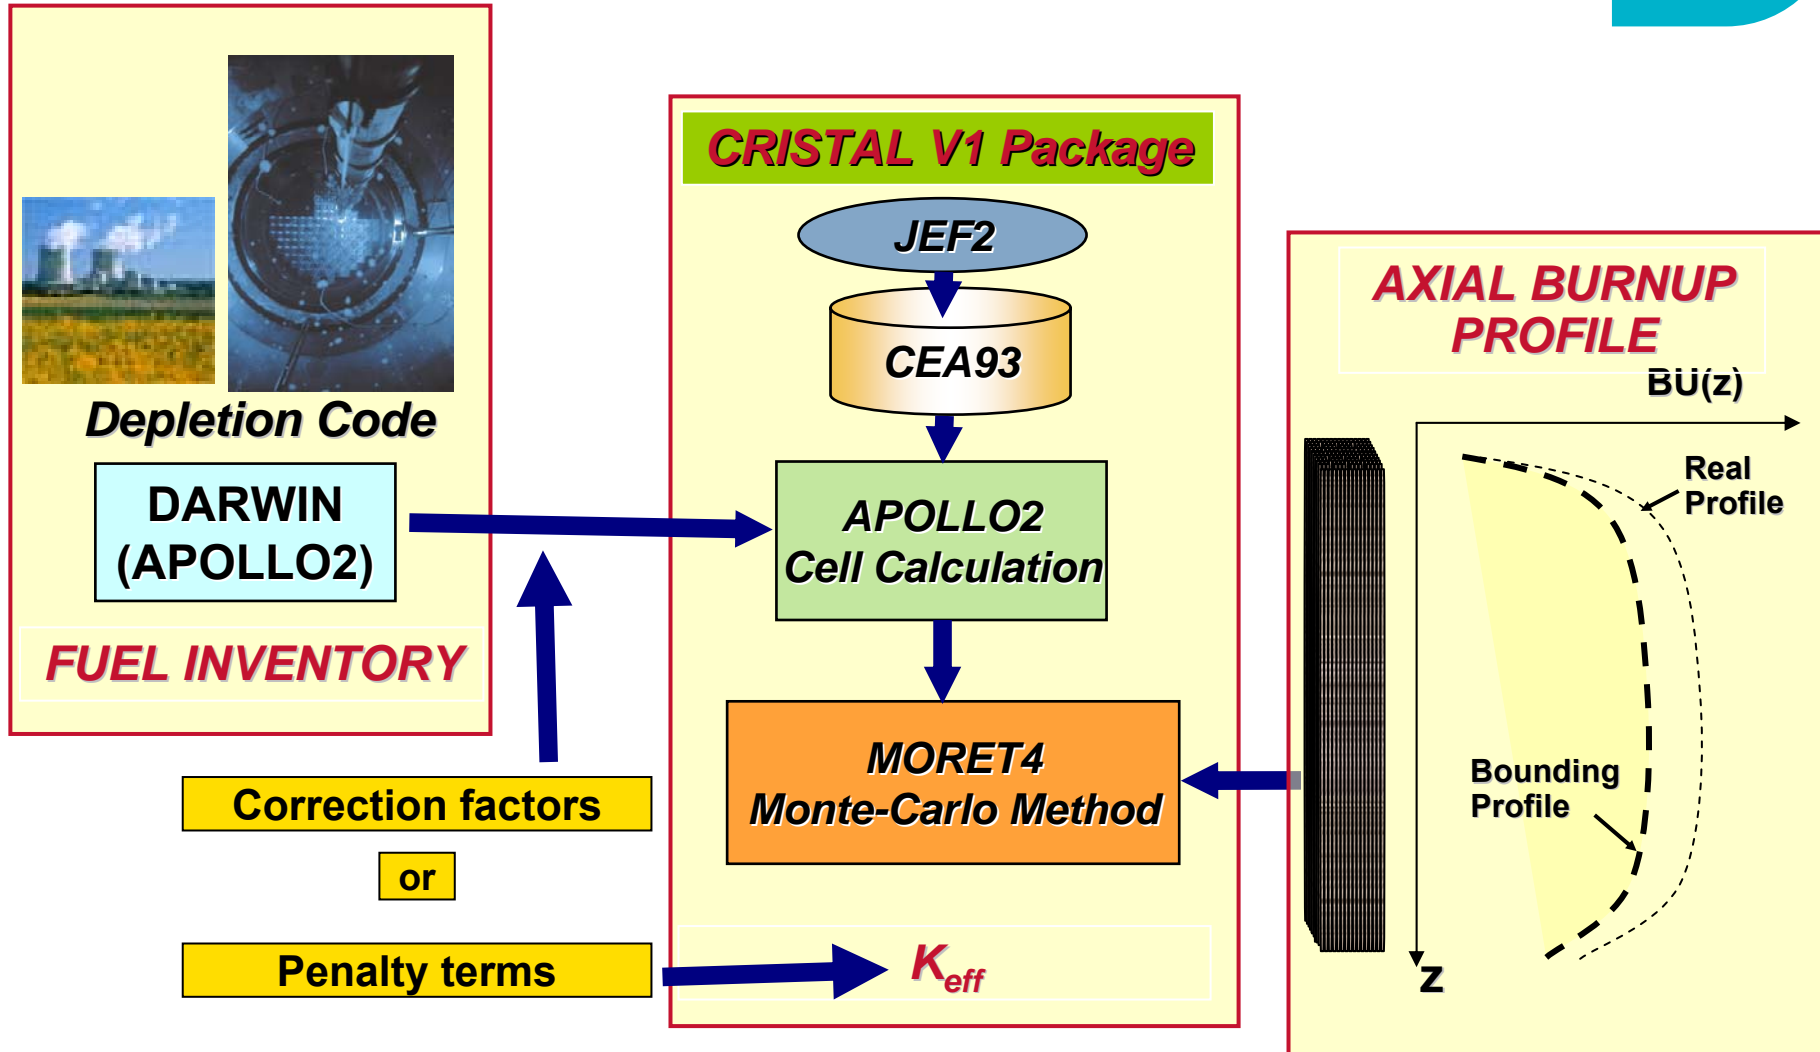 Depletion Code
DARWIN
(APOLLO2)
FUEL INVENTORY
Correction factors
or
Penalty terms
CRISTAL V1 Package
JEF2
CEA93
APOLLO2
Cell Calculation
MORET4
Monte-Carlo Method
Keff
AXIAL BURNUP
PROFILE
BU(z)
Real
Profile
Bounding
Profile
z